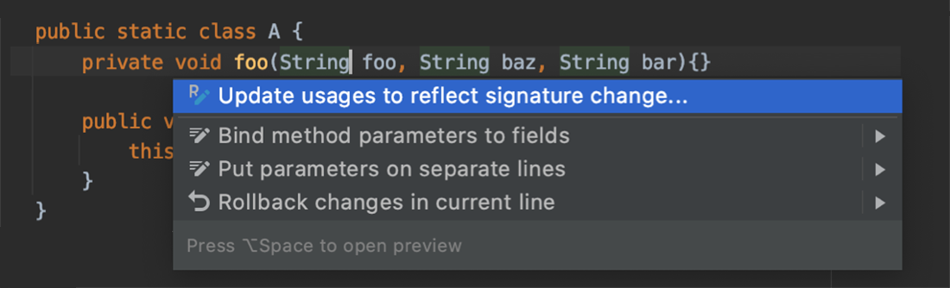 public static class A {
private void foo(String foo, String baz, String bar){}
Update usages to reflect signature change...
public v
Bind method parameters to fields
this
Put parameters on separate lines
}
Rollback changes in current line
}
Press ⌥Space to open preview